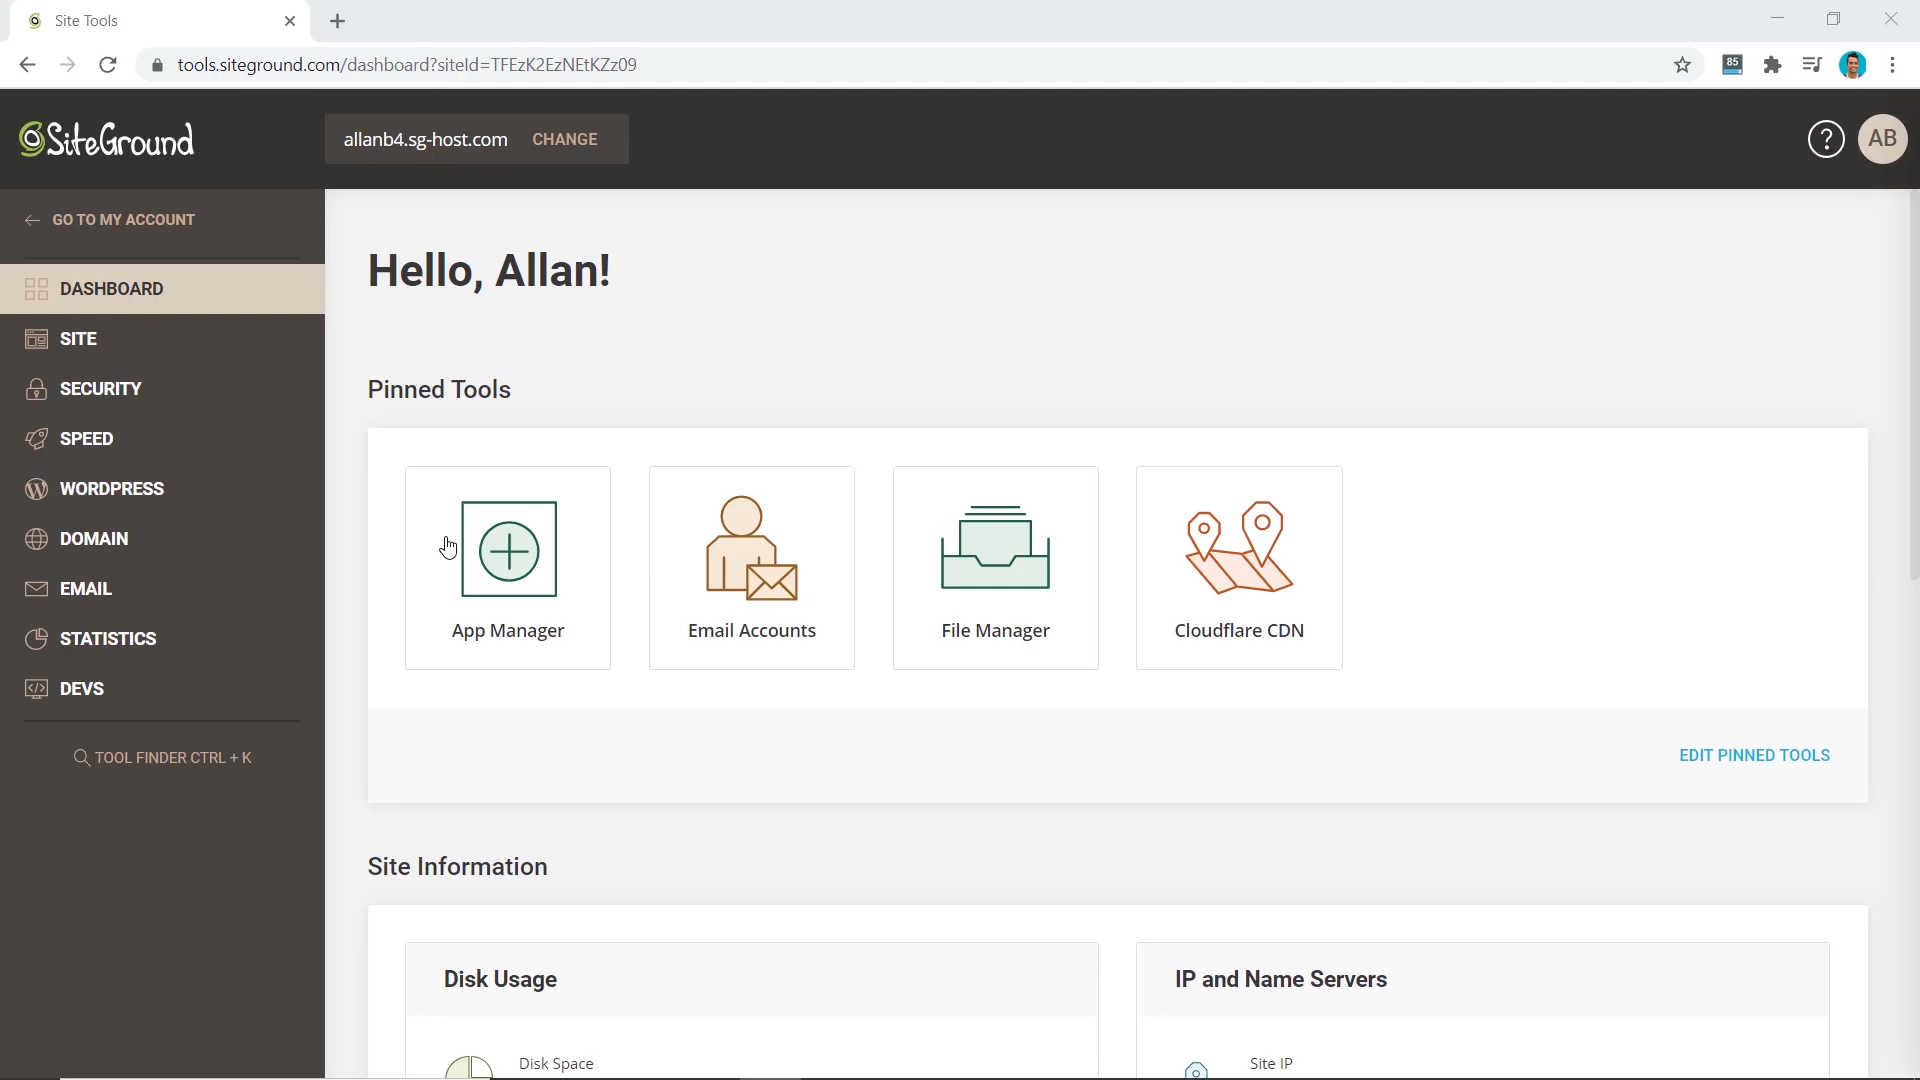 Site Tools
tools.siteground.com/dashboard?siteId=TFEzK2EzNEtKZz09
85
SiteGround
allanb4.sg-host.com CHANGE
?
AB
GO TO MY ACCOUNT
DASHBOARD
SITE
SECURITY
SPEED
WORDPRESS
DOMAIN
EMAIL
STATISTICS
DEVS
TOOL FINDER CTRL + K
Hello, Allan!
Pinned Tools
App Manager
Email Accounts
File Manager
Cloudflare CDN
EDIT PINNED TOOLS
Site Information
Disk Usage
Disk Space
IP and Name Servers
Site IP